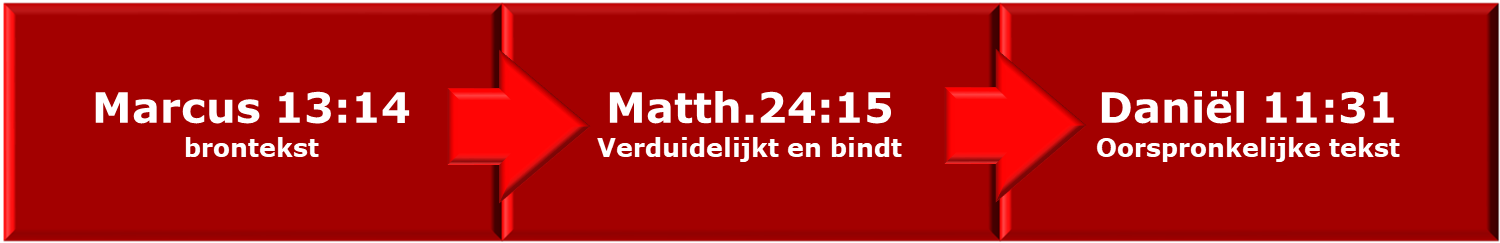 Marcus 13:14
brontekst
Matth.24:15
Verduidelijkt en bindt
Daniël 11:31
Oorspronkelijke tekst